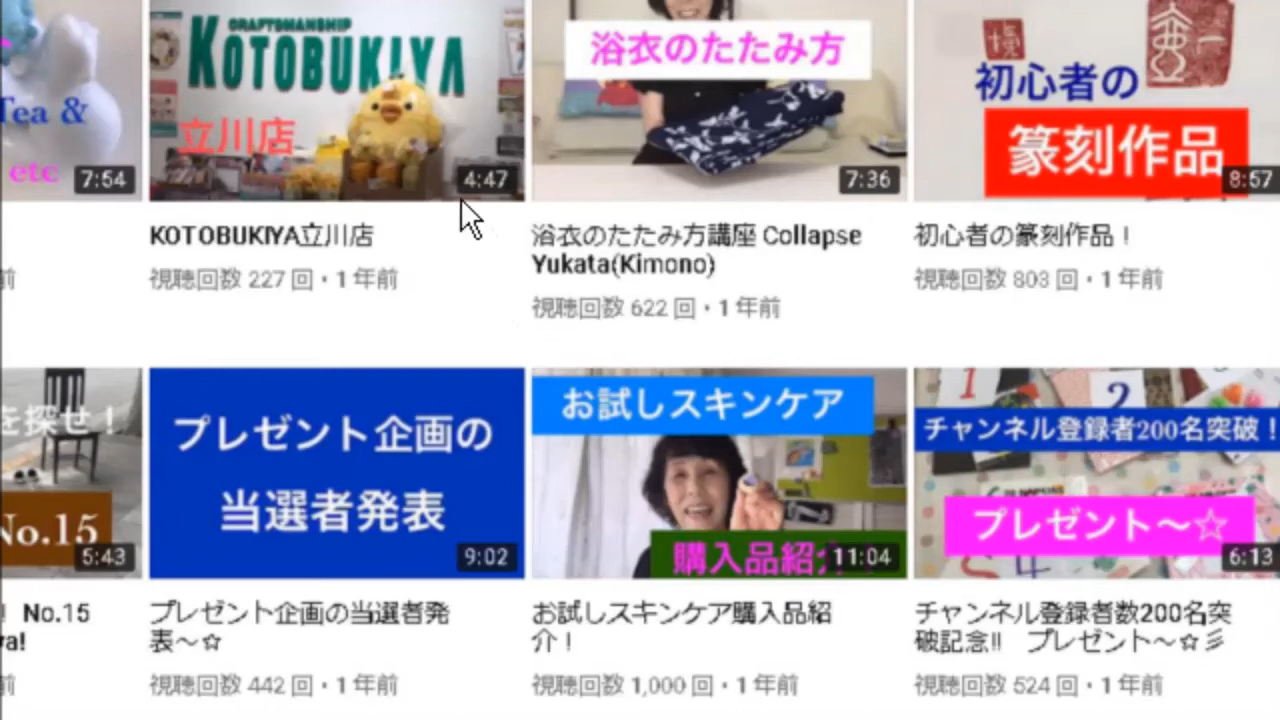 Tea &
etc
7:54
CRAFTSMANSHIP
KOTOBUKIYA
立川店
4:47
浴衣のたたみ方
7:36
初心者の
篆刻作品
8:57
前
KOTOBUKIYA立川店
視聴回数 227 回・1 年前
浴衣のたたみ方講座 Collapse
Yukata(Kimono)
視聴回数 622 回・1 年前
初心者の篆刻作品！
視聴回数 803 回・1 年前
を探せ！
No.15
5:43
プレゼント企画の
当選者発表
9:02
お試しスキンケア
購入品紹介！
11:04
1
2
チャンネル登録者200名突破！
プレゼント〜☆
6:13
！ No.15
va!
前
プレゼント企画の当選者発
表〜☆
視聴回数 442 回・1 年前
お試しスキンケア購入品紹
介！
視聴回数 1,000 回・1 年前
チャンネル登録者数200名突
破記念!!　プレゼント〜☆彡
視聴回数 524 回・1 年前